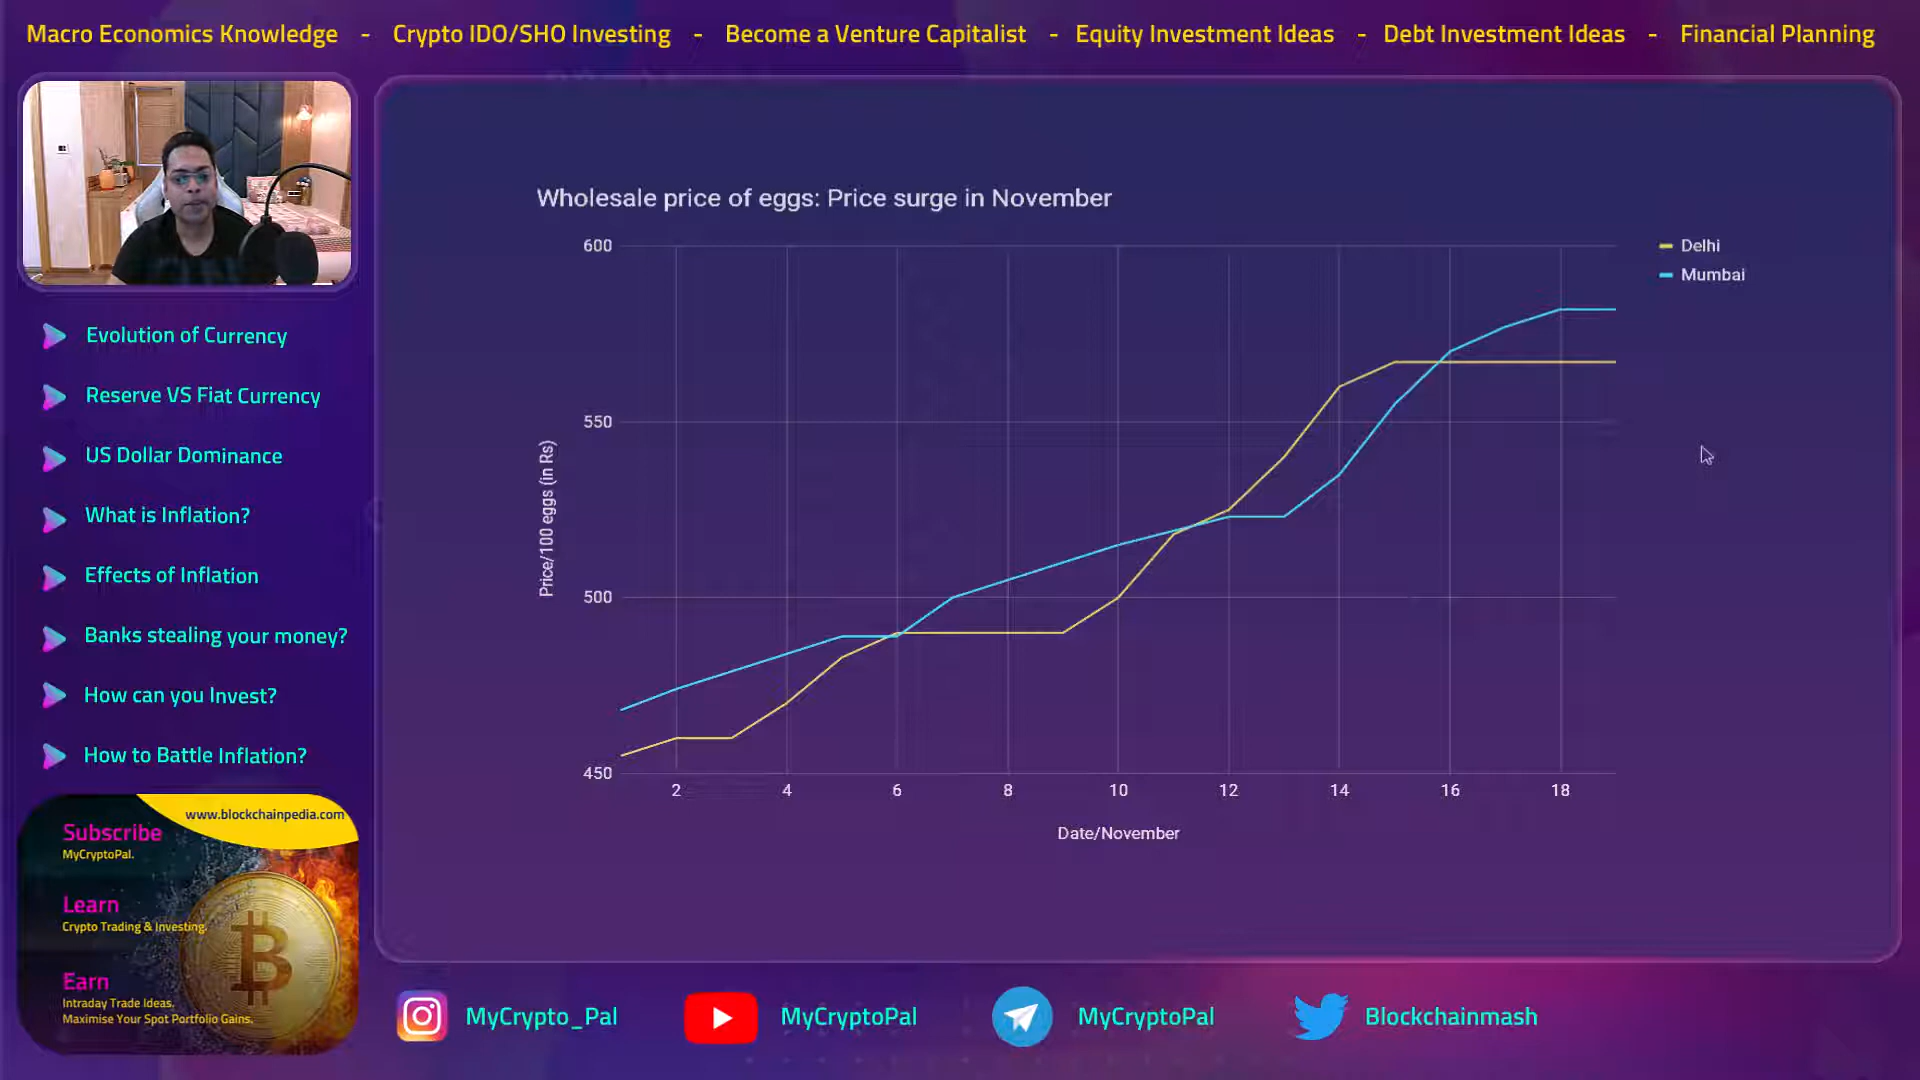 Macro Economics Knowledge - Crypto IDO/SHO Investing - Become a Venture Capitalist - Equity Investment Ideas - Debt Investment Ideas - Financial Planning
Evolution of Currency
Reserve VS Fiat Currency
US Dollar Dominance
What is Inflation?
Effects of Inflation
Banks stealing your money?
How can you Invest?
How to Battle Inflation?
www.blockchainpedia.com
Subscribe
MyCryptoPal.
Learn
Crypto Trading & Investing.
Earn
Intraday Trade Ideas.
Maximise Your Spot Portfolio Gains.
Wholesale price of eggs: Price surge in November
Delhi
Mumbai
Price/100 eggs (in Rs)
600
550
500
450
2 4 6 8 10 12 14 16 18
Date/November
MyCrypto_Pal
MyCryptoPal
MyCryptoPal
Blockchainmash